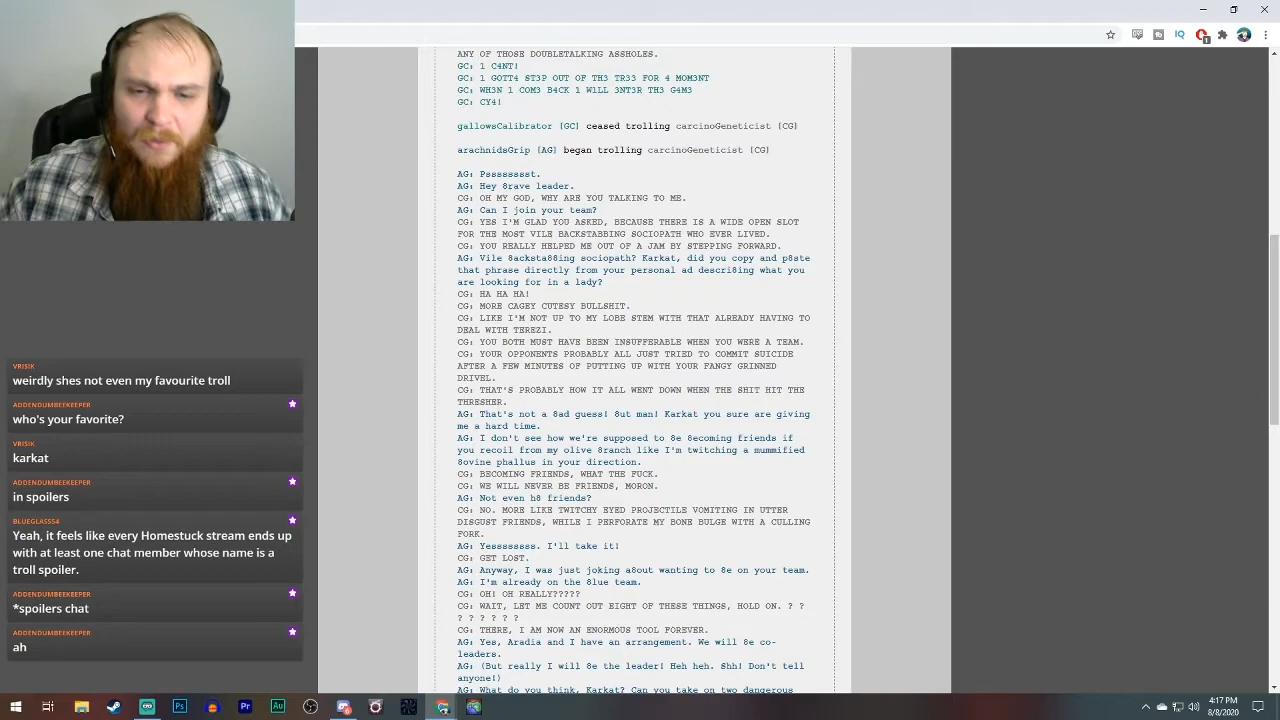 ANY OF THOSE DOUBLETALKING ASSHOLES.
GC: 1 C4NT!
GC: 1 GOTT4 ST3P OUT OF TH3 TR33 FOR 4 MOM3NT
GC: WH3N 1 COM3 B4CK 1 W1LL 3NT3R TH3 G4M3
GC: CY4!
gallowsCalibrator [GC] ceased trolling carcinoGeneticist [CG]
arachnidsGrip [AG] began trolling carcinoGeneticist [CG]
AG: Psssssssst.
AG: Hey 8rave leader.
CG: OH MY GOD, WHY ARE YOU TALKING TO ME.
AG: Can I join your team?
CG: YES I'M GLAD YOU ASKED, BECAUSE THERE IS A WIDE OPEN SLOT
FOR THE MOST VILE BACKSTABBING SOCIOPATH WHO EVER LIVED.
CG: YOU REALLY HELPED ME OUT OF A JAM BY STEPPING FORWARD.
AG: Vile 8acksta88ing sociopath? Karkat, did you copy and p8ste
that phrase directly from your personal ad descri8ing what you
are looking for in a lady?
CG: HA HA HA!
CG: MORE CAGEY CUTESY BULLSHIT.
CG: LIKE I'M NOT UP TO MY LOBE STEM WITH THAT ALREADY HAVING TO
DEAL WITH TEREZI.
CG: YOU BOTH MUST HAVE BEEN INSUFFERABLE WHEN YOU WERE A TEAM.
CG: YOUR OPPONENTS PROBABLY ALL JUST TRIED TO COMMIT SUICIDE
AFTER A FEW MINUTES OF PUTTING UP WITH YOUR FANGY GRINNED
DRIVEL.
CG: THAT'S PROBABLY HOW IT ALL WENT DOWN WHEN THE SHIT HIT THE
THRESHER.
AG: That's not a 8ad guess! 8ut man! Karkat you sure are giving
me a hard time.
AG: I don't see how we're supposed to 8e 8ecoming friends if
you recoil from my olive 8ranch like I'm twitching a mummified
8ovine phallus in your direction.
CG: BECOMING FRIENDS, WHAT THE FUCK.
CG: WE WILL NEVER BE FRIENDS, MORON.
AG: Not even h8 friends?
CG: NO. MORE LIKE TWITCHY EYED PROJECTILE VOMITING IN UTTER
DISGUST FRIENDS, WHILE I PERFORATE MY BONE BULGE WITH A CULLING
FORK.
AG: Yesssssssss. I'll take it!
CG: GET LOST.
AG: Anyway, I was just joking a8out wanting to 8e on your team.
AG: I'm already on the 8lue team.
CG: OH! OH REALLY?????
CG: WAIT, LET ME COUNT OUT EIGHT OF THESE THINGS, HOLD ON. ? ?
? ? ? ? ? ?
CG: THERE, I AM NOW AN ENORMOUS TOOL FOREVER.
AG: Yes, Aradia and I have an arrangement. We will 8e co-
leaders.
AG: (But really I will 8e the leader! Heh heh. Shh! Don't tell
anyone!)
AG: What do you think, Karkat? Can you take on two dangerous
VRISIK
weirdly shes not even my favourite troll
ADDENDUMBEEKEEPER
who's your favorite?
VRISIK
karkat
ADDENDUMBEEKEEPER
in spoilers
BLUEGLASS54
Yeah, it feels like every Homestuck stream ends up
with at least one chat member whose name is a
troll spoiler.
ADDENDUMBEEKEEPER
*spoilers chat
ADDENDUMBEEKEEPER
ah
IQ
1
Ps
Pr
Au
4:17 PM
8/8/2020